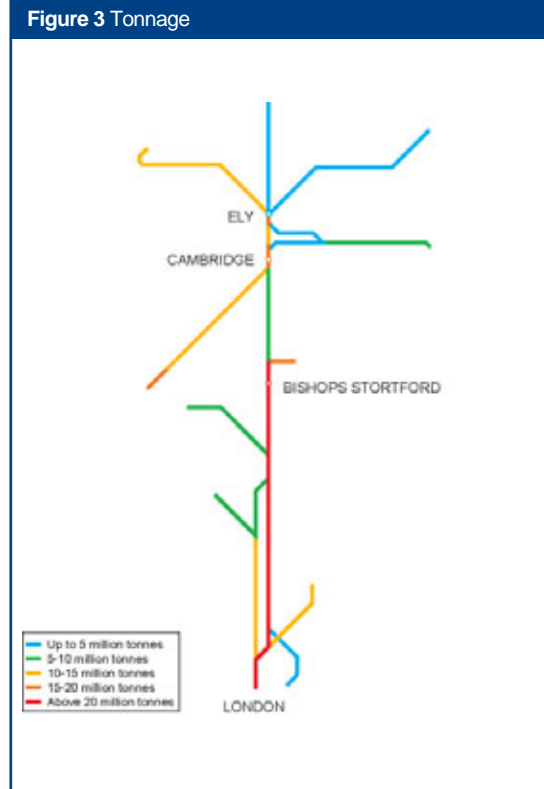 Figure 3 Tonnage
ELY
CAMBRIDGE
BISHOPS STORTFORD
Up to 5 million tonnes
5-10 million tonnes
10-15 million tonnes
15-20 million tonnes
Above 20 million tonnes
LONDON